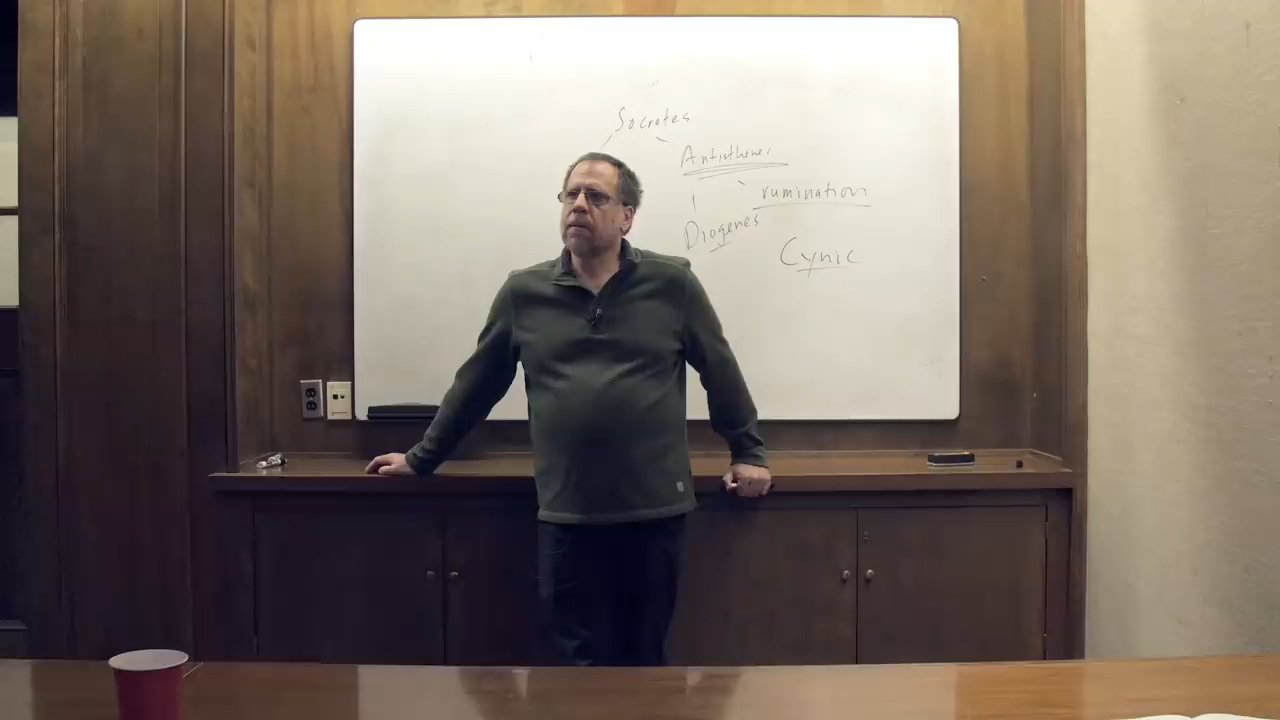 Socrates
Antisthenes
rumination
Diogenes
Cynic